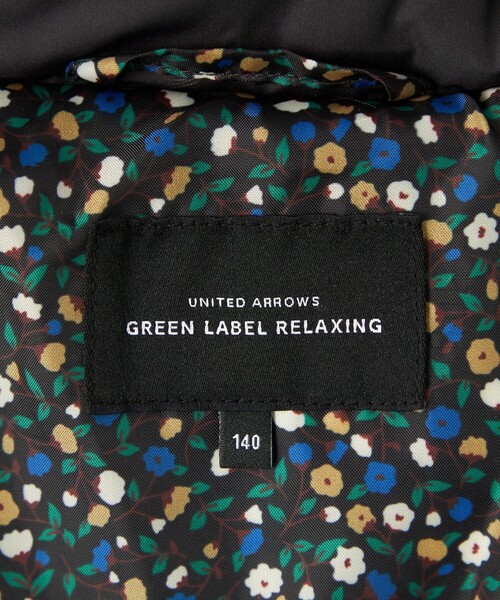 UNITED ARROWS
GREEN LABEL RELAXING
140